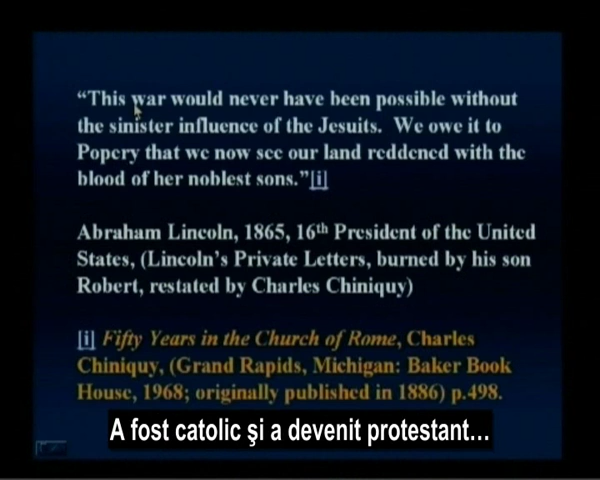 “This war would never have been possible without
the sinister influence of the Jesuits. We owe it to
Popery that we now see our land reddened with the
blood of her noblest sons.”[i]
Abraham Lincoln, 1865, 16th President of the United
States, (Lincoln’s Private Letters, burned by his son
Robert, restated by Charles Chiniquy)
[i] Fifty Years in the Church of Rome, Charles
Chiniquy, (Grand Rapids, Michigan: Baker Book
House, 1968; originally published in 1886) p.498.
A fost catolic şi a devenit protestant...